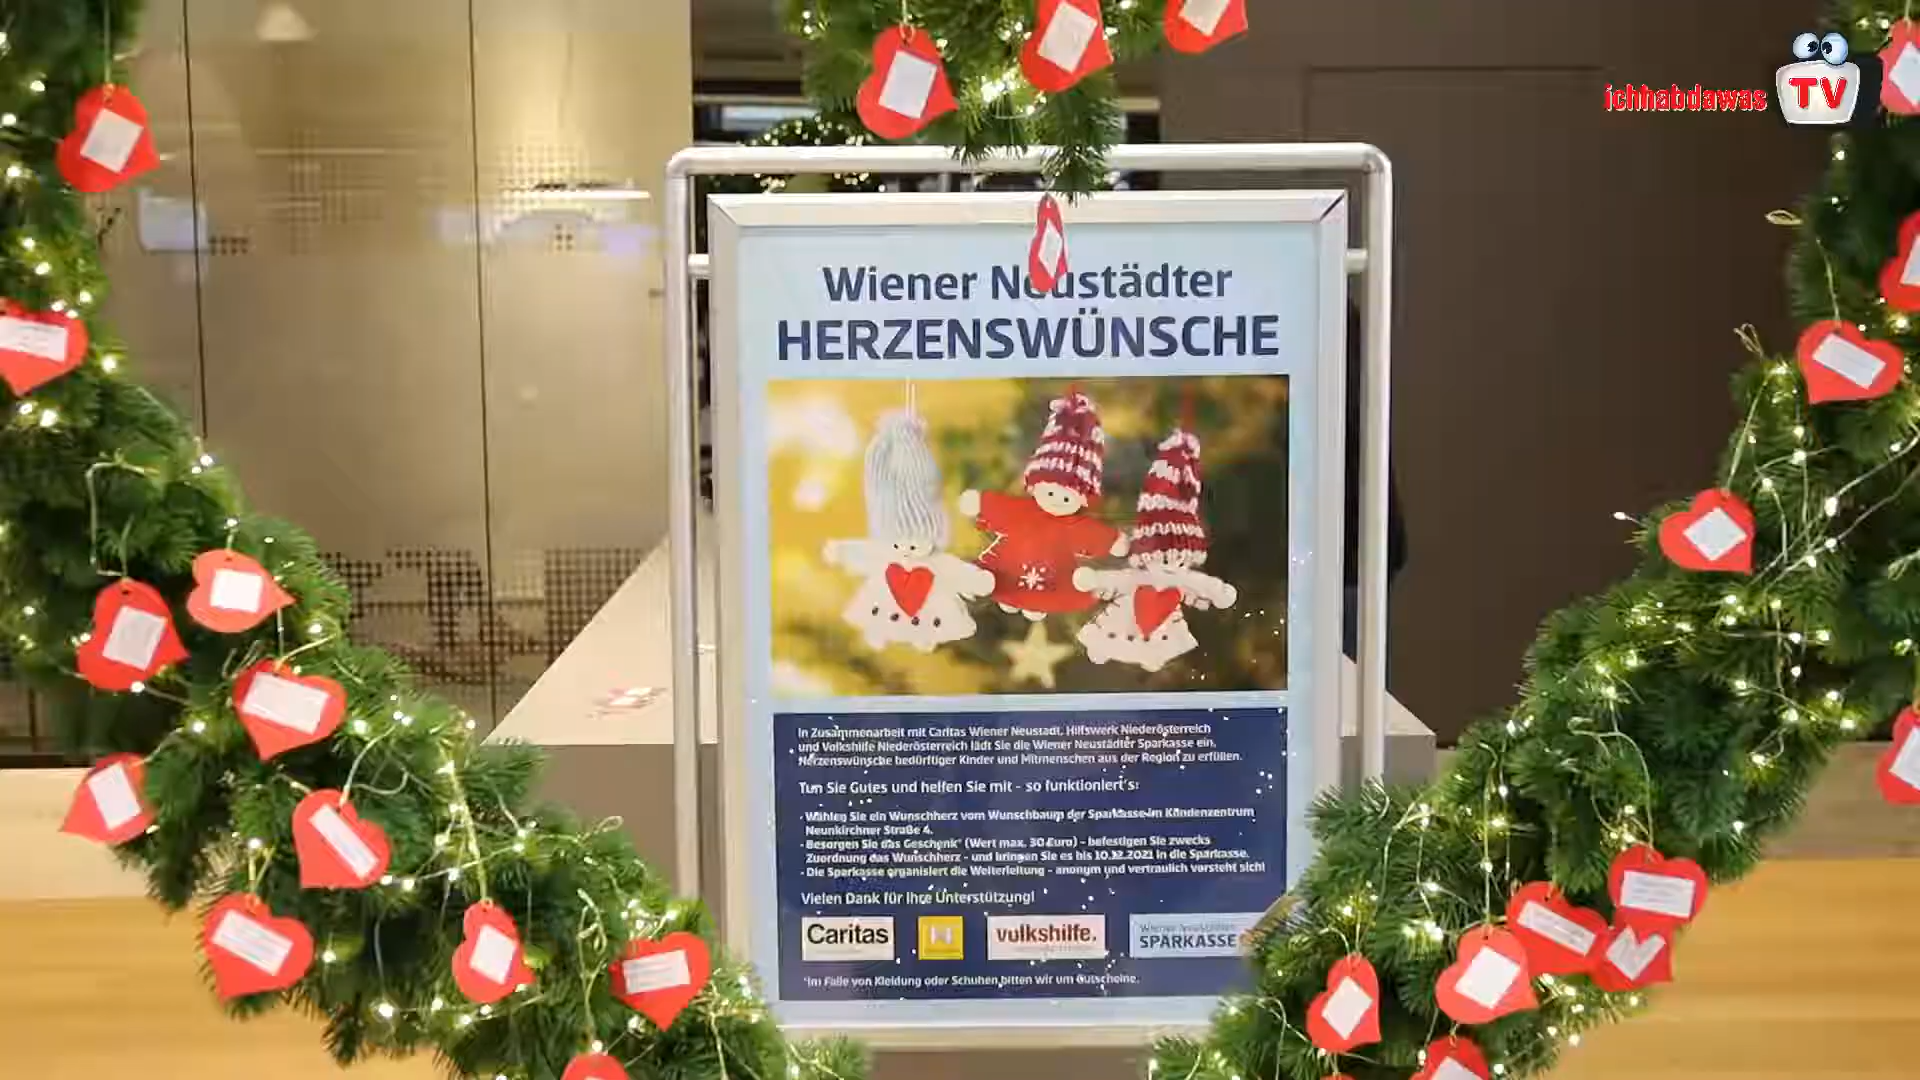 ichhabdawas TV
Wiener Neustädter
HERZENSWÜNSCHE
In Zusammenarbeit mit Caritas Wiener Neustadt, Hilfswerk Niederösterreich
und Volkshilfe Niederösterreich lädt Sie die Wiener Neustädter Sparkasse ein,
Herzenswünsche bedürftiger Kinder und Mitmenschen aus der Region zu erfüllen.
Tun Sie Gutes und helfen Sie mit - so funktioniert's:
- Wählen Sie ein Wunschherz vom Wunschbaum der Sparkasse im Kundenzentrum
Neunkirchner Straße 4.
- Besorgen Sie das Geschenk* (Wert max. 30 Euro) - befestigen Sie zwecks
Zuordnung das Wunschherz - und bringen Sie es bis 10.12.2021 in die Sparkasse.
- Die Sparkasse organisiert die Weiterleitung - anonym und vertraulich versteht sich!
Vielen Dank für Ihre Unterstützung!
Caritas
H
volkshilfe.
Wiener Neustädter
SPARKASSE
*Im Falle von Kleidung oder Schuhen bitten wir um Gutscheine.